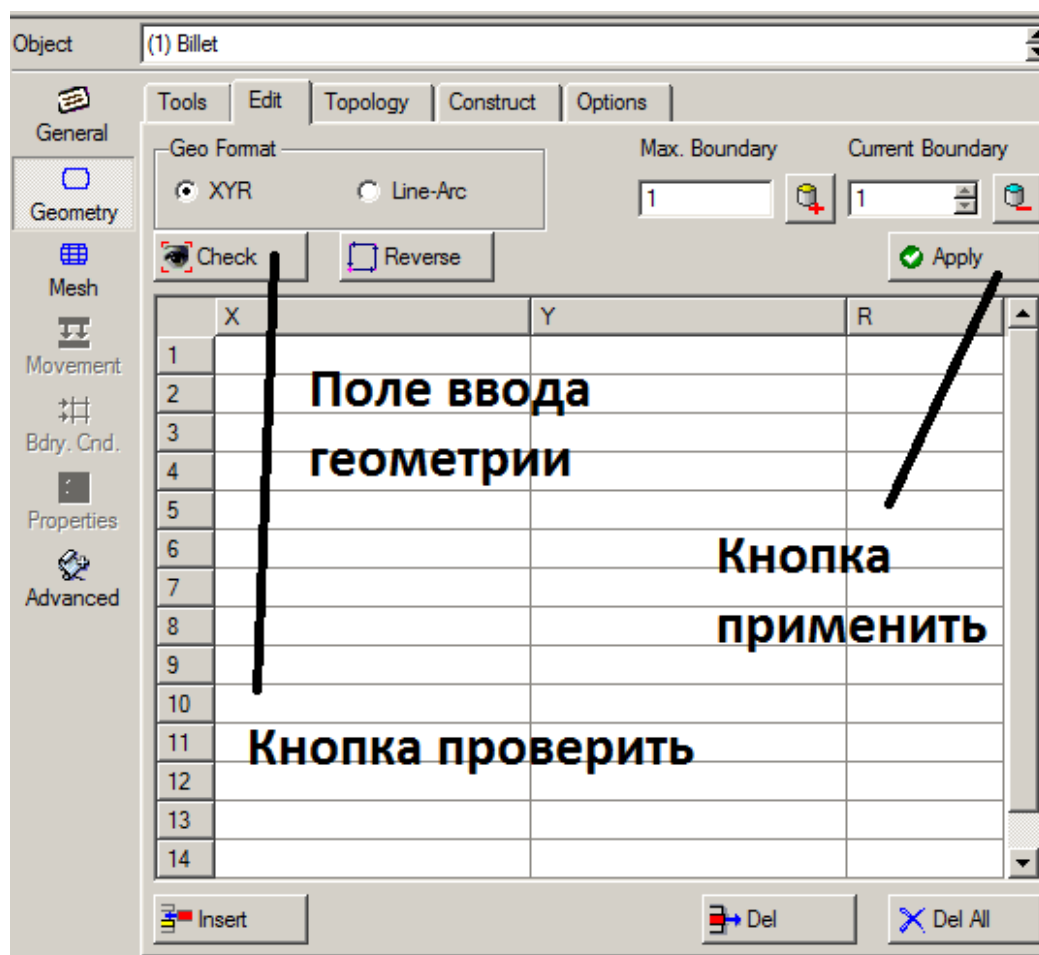 Object (1) Billet
General
Geometry
Mesh
Movement
Bdry. Cnd.
Properties
Advanced
Tools Edit Topology Construct Options
Geo Format
XYR Line-Arc
Max. Boundary Current Boundary
1 1
Check Reverse Apply
X Y R
1
2
3
4
5
6
7
8
9
10
11
12
13
14
Поле ввода
геометрии
Кнопка
применить
Кнопка проверить
Insert Del Del All